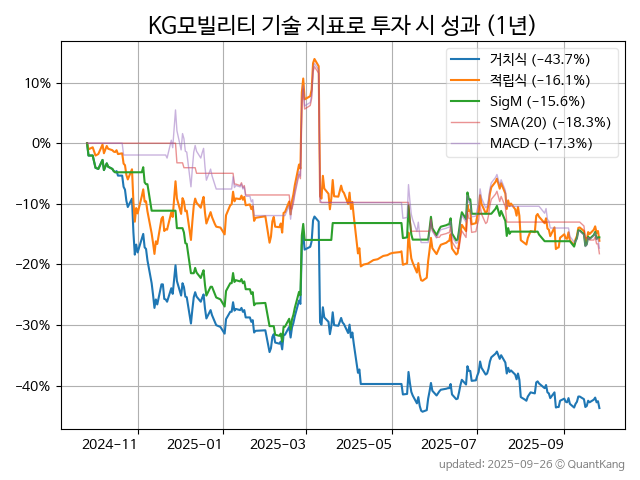 KG모빌리티 기술 지표로 투자 시 성과 (1년)
거치식 (−43.7%)
적립식 (−16.1%)
SigM (−15.6%)
SMA(20) (−18.3%)
MACD (−17.3%)
10%
0%
−10%
−20%
−30%
−40%
2024-11 2025-01 2025-03 2025-05 2025-07 2025-09
updated: 2025-09-26 © QuantKang